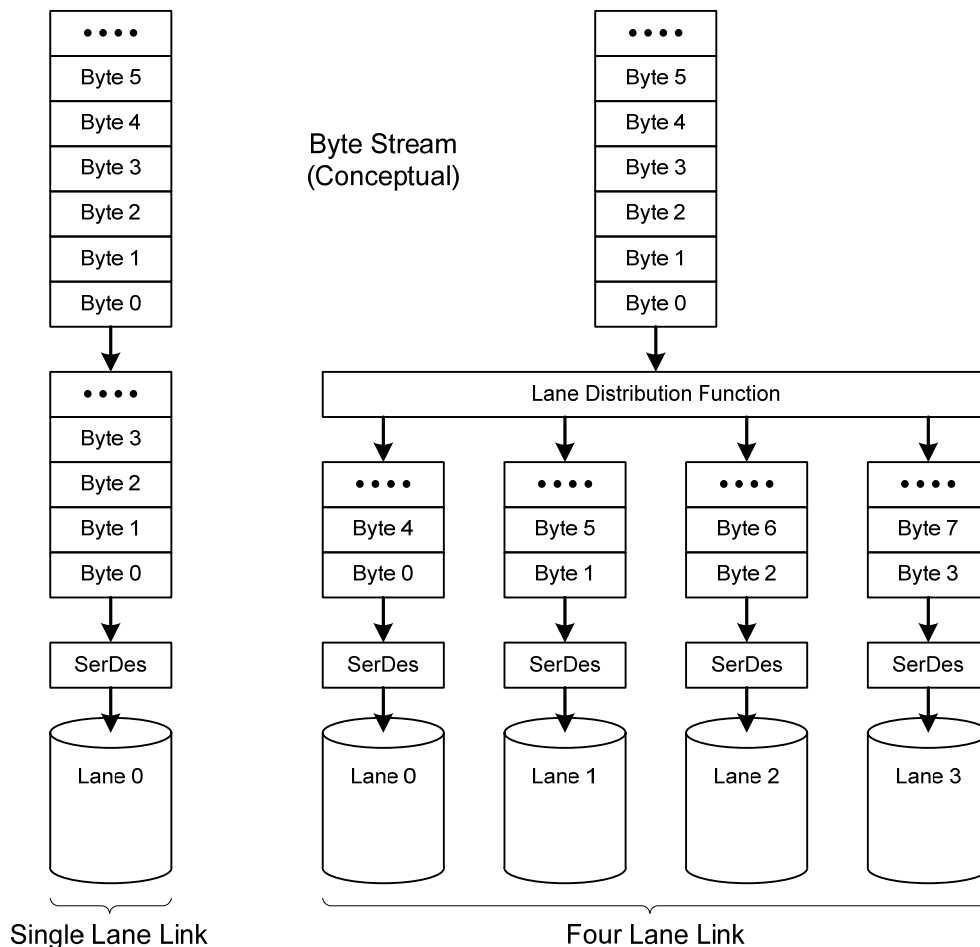 ••••
Byte 5
Byte 4
Byte 3
Byte 2
Byte 1
Byte 0
••••
Byte 3
Byte 2
Byte 1
Byte 0
SerDes
Lane 0
Single Lane Link
Byte Stream
(Conceptual)
••••
Byte 5
Byte 4
Byte 3
Byte 2
Byte 1
Byte 0
Lane Distribution Function
•••• •••• •••• ••••
Byte 4 Byte 5 Byte 6 Byte 7
Byte 0 Byte 1 Byte 2 Byte 3
SerDes SerDes SerDes SerDes
Lane 0 Lane 1 Lane 2 Lane 3
Four Lane Link